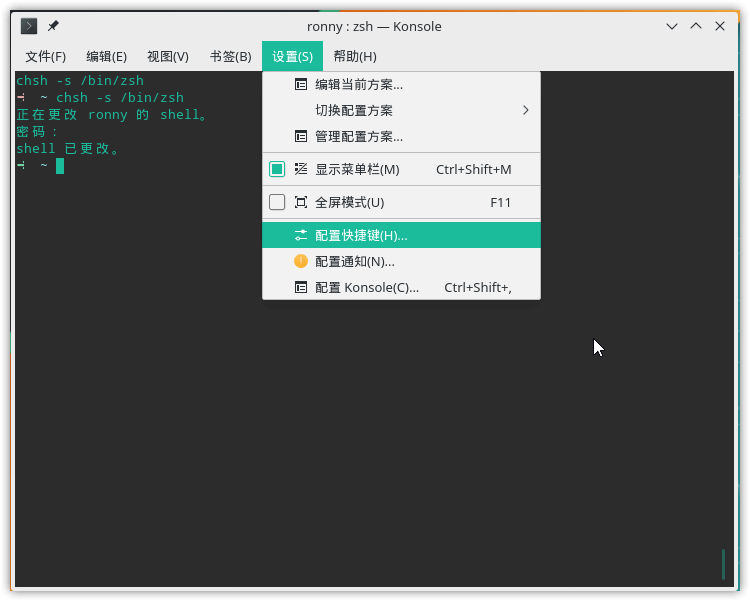 ronny : zsh — Konsole
文件(F) 编辑(E) 视图(V) 书签(B) 设置(S) 帮助(H)
chsh -s /bin/zsh
~ chsh -s /bin/zsh
正在更改 ronny 的 shell。
密码：
shell 已更改。
~
编辑当前方案...
切换配置方案
管理配置方案...
显示菜单栏(M) Ctrl+Shift+M
全屏模式(U) F11
配置快捷键(H)...
配置通知(N)...
配置 Konsole(C)... Ctrl+Shift+,